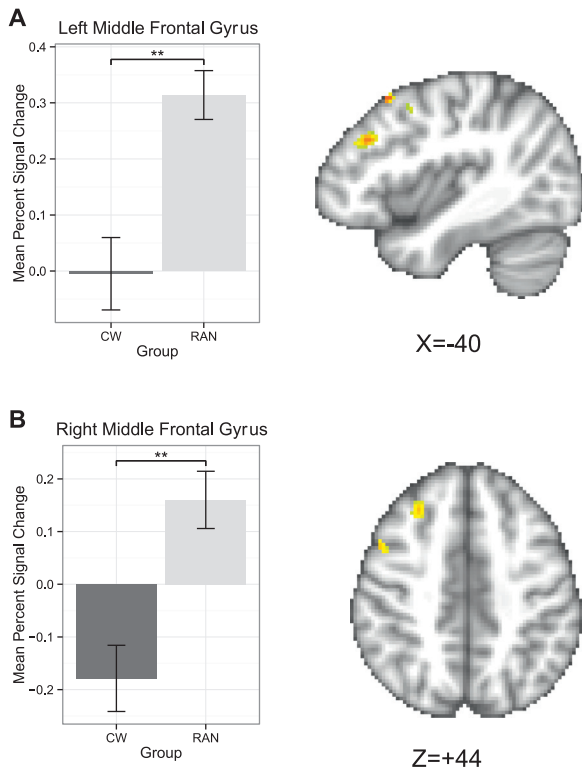 A
Left Middle Frontal Gyrus
**
0.4
0.3
0.2
0.1
0.0
Mean Percent Signal Change
CW
RAN
Group
X=-40
B
Right Middle Frontal Gyrus
**
0.2
0.1
0.0
−0.1
−0.2
Mean Percent Signal Change
CW
RAN
Group
Z=+44